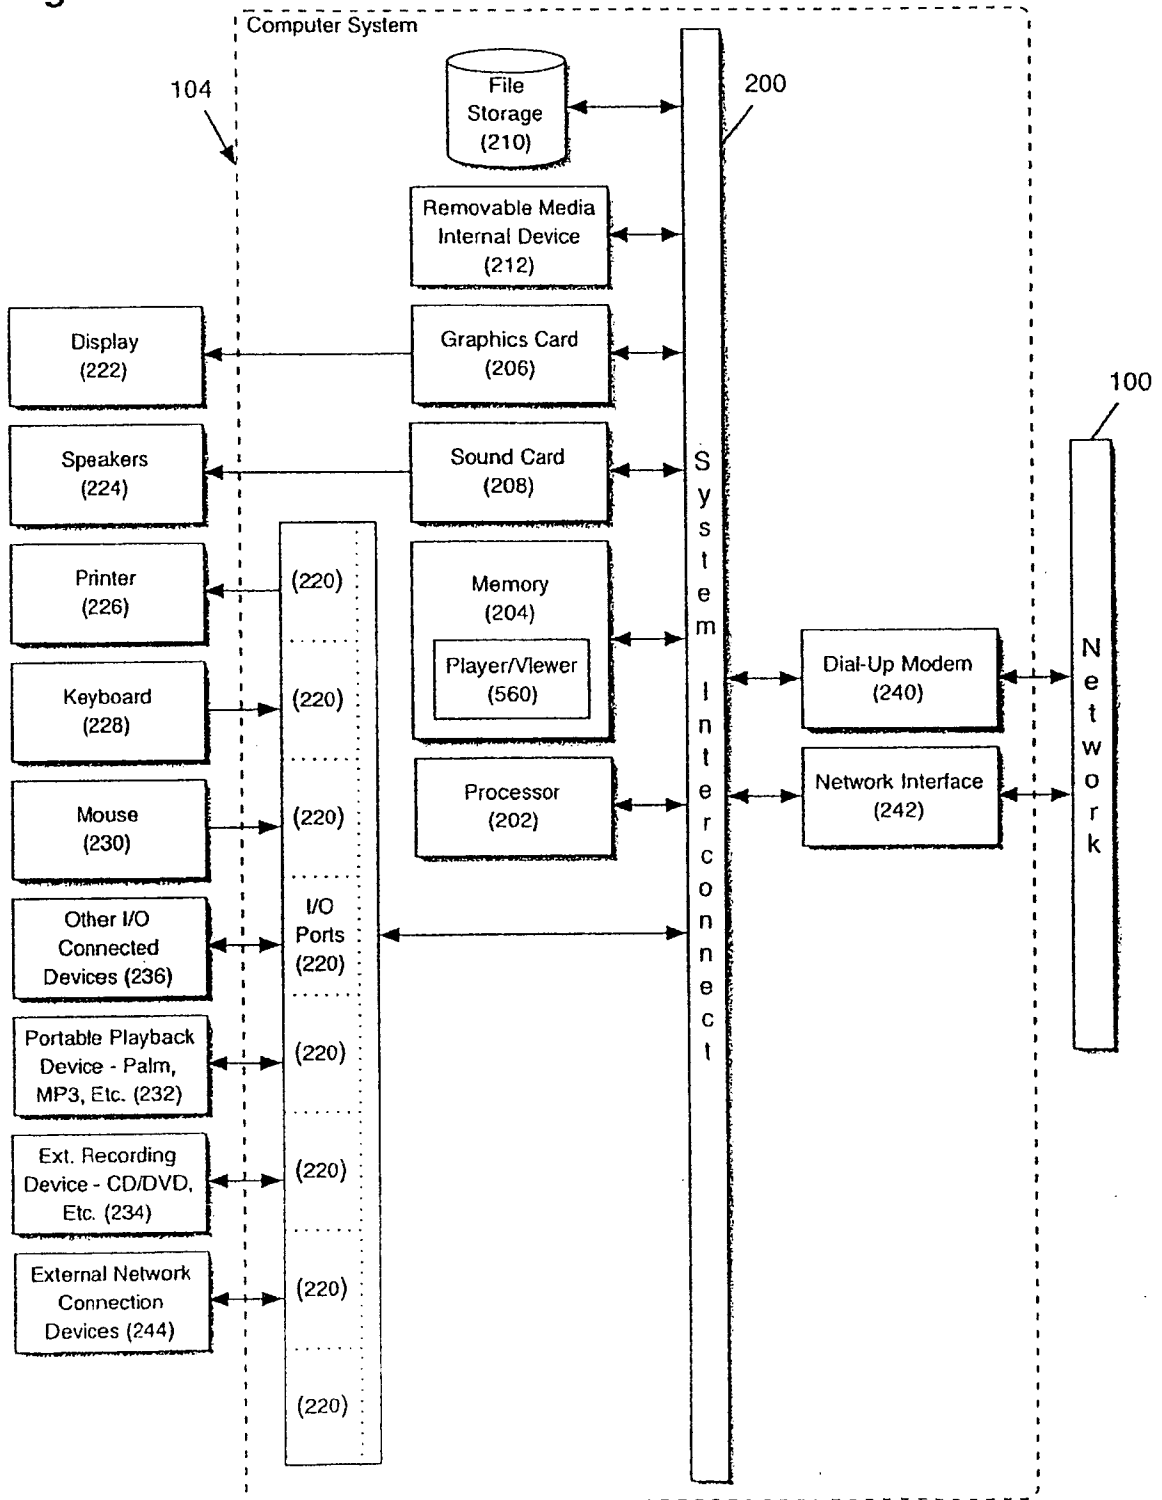 Computer System
104
200
File
Storage
(210)
Removable Media
Internal Device
(212)
Display
(222)
Graphics Card
(206)
100
Speakers
(224)
Sound Card
(208)
Printer
(226)
(220)
Memory
(204)
Player/Viewer
(560)
System Interconnect
Dial-Up Modem
(240)
Network
Keyboard
(228)
(220)
Mouse
(230)
(220)
Processor
(202)
Network Interface
(242)
Other I/O
Connected
Devices (236)
I/O
Ports
(220)
Portable Playback
Device - Palm,
MP3, Etc. (232)
(220)
Ext. Recording
Device - CD/DVD,
Etc. (234)
(220)
External Network
Connection
Devices (244)
(220)
(220)